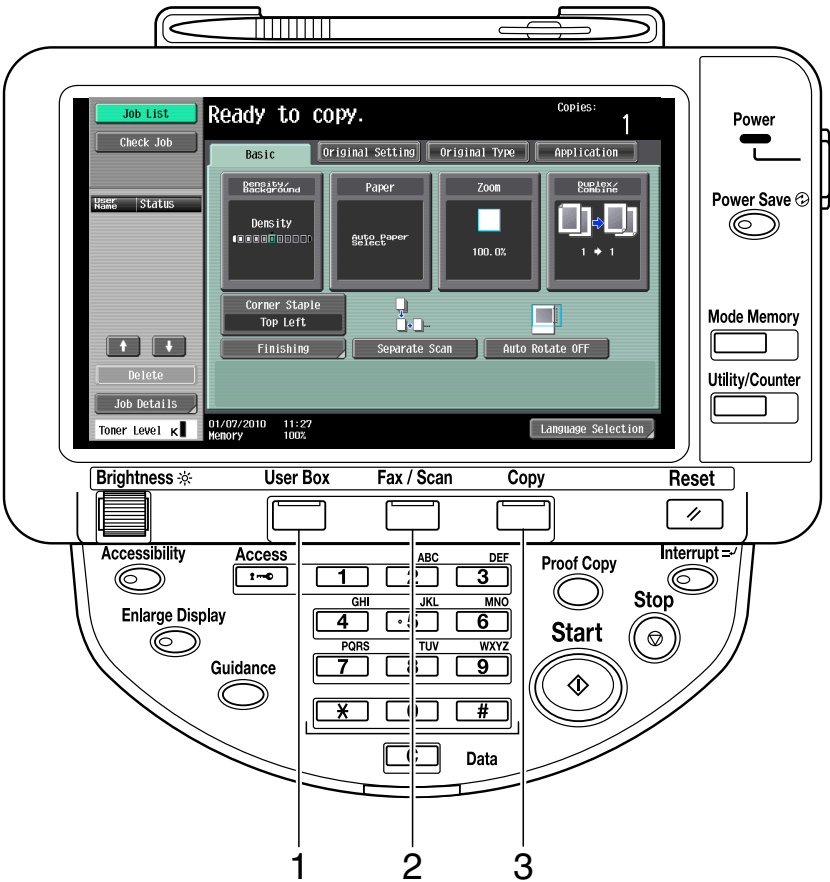 Job List
Ready to copy.
Copies:
1
Check Job
Basic
Original Setting
Original Type
Application
User
Name
Status
Density/
Background
Paper
Zoom
Duplex/
Combine
Density
Auto Paper
Select
100.0%
1 → 1
Corner Staple
Top Left
Finishing
Separate Scan
Auto Rotate OFF
Delete
Job Details
Toner Level K
01/07/2010 11:27
Memory 100%
Language Selection
Power
Power Save
Mode Memory
Utility/Counter
Brightness
User Box
Fax / Scan
Copy
Reset
Accessibility
Access
ABC
DEF
1
2
3
Proof Copy
Interrupt
Enlarge Display
GHI
JKL
MNO
4
5
6
Start
Stop
Guidance
PQRS
TUV
WXYZ
7
8
9
0
#
C
Data
1
2
3